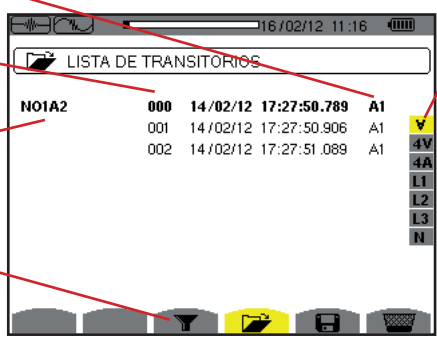 16/02/12 11:16
LISTA DE TRANSITORIOS
NO1A2 000 14/02/12 17:27:50.789 A1
001 14/02/12 17:27:50.906 A1
002 14/02/12 17:27:51.089 A1
∀
4V
4A
L1
L2
L3
N